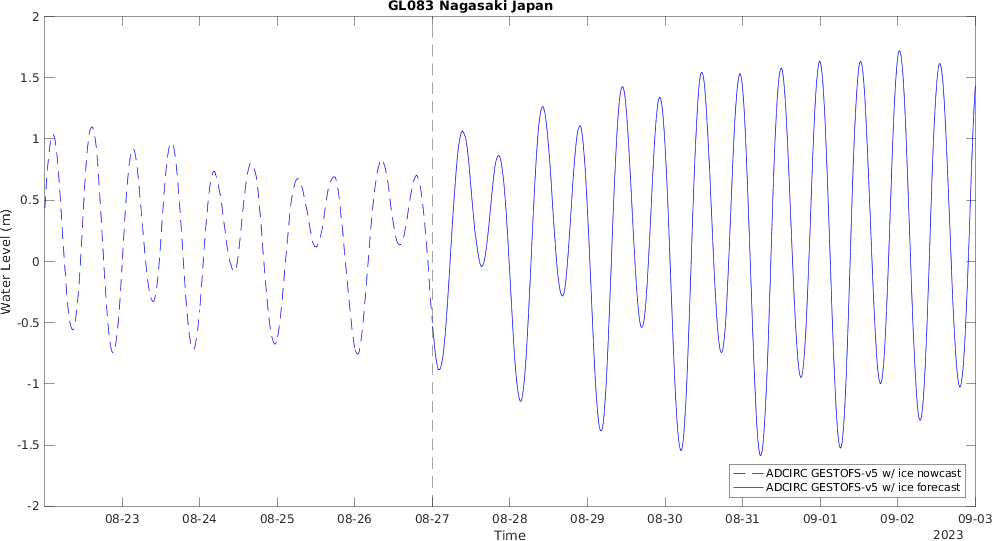 GL083 Nagasaki Japan
2
1.5
1
0.5
0
-0.5
-1
-1.5
-2
Water Level (m)
ADCIRC GESTOFS-v5 w/ ice nowcast
ADCIRC GESTOFS-v5 w/ ice forecast
08-23 08-24 08-25 08-26 08-27 08-28 08-29 08-30 08-31 09-01 09-02 09-03
Time
2023